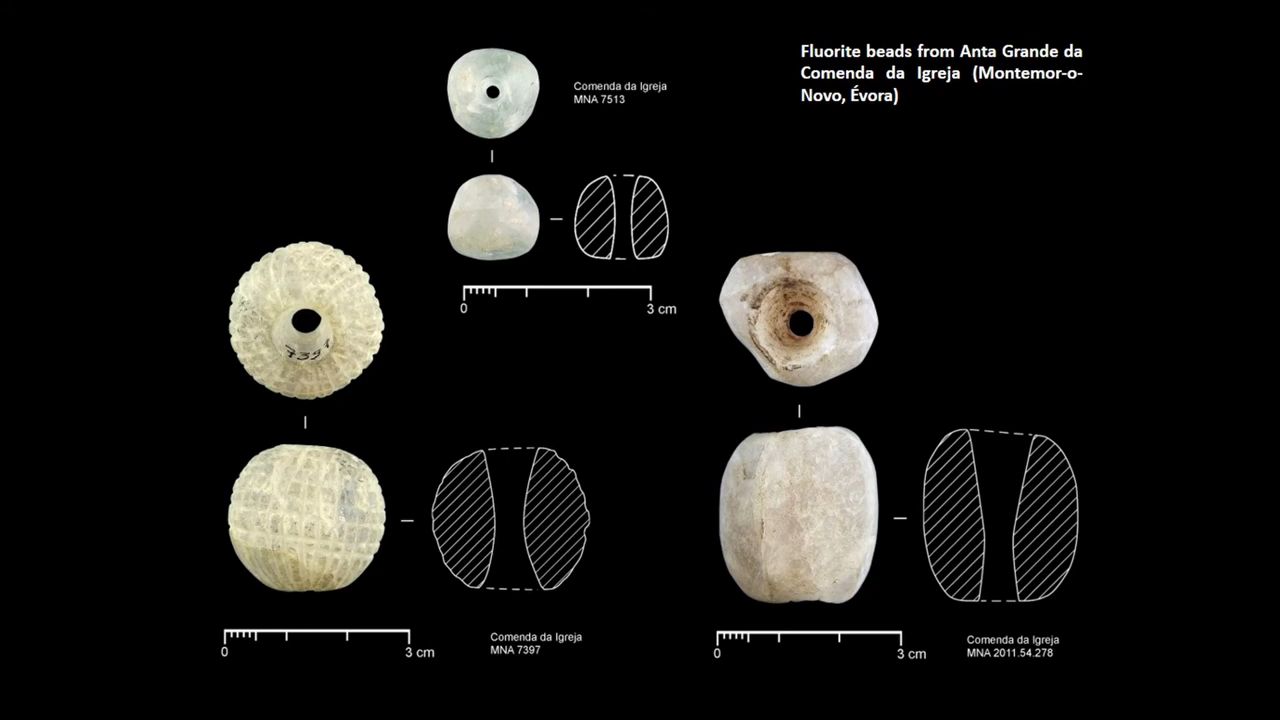 Fluorite beads from Anta Grande da
Comenda da Igreja (Montemor-o-
Novo, Évora)
Comenda da Igreja
MNA 7513
0 3 cm
7397
0 3 cm
Comenda da Igreja
MNA 7397
0 3 cm
Comenda da Igreja
MNA 2011.54.278